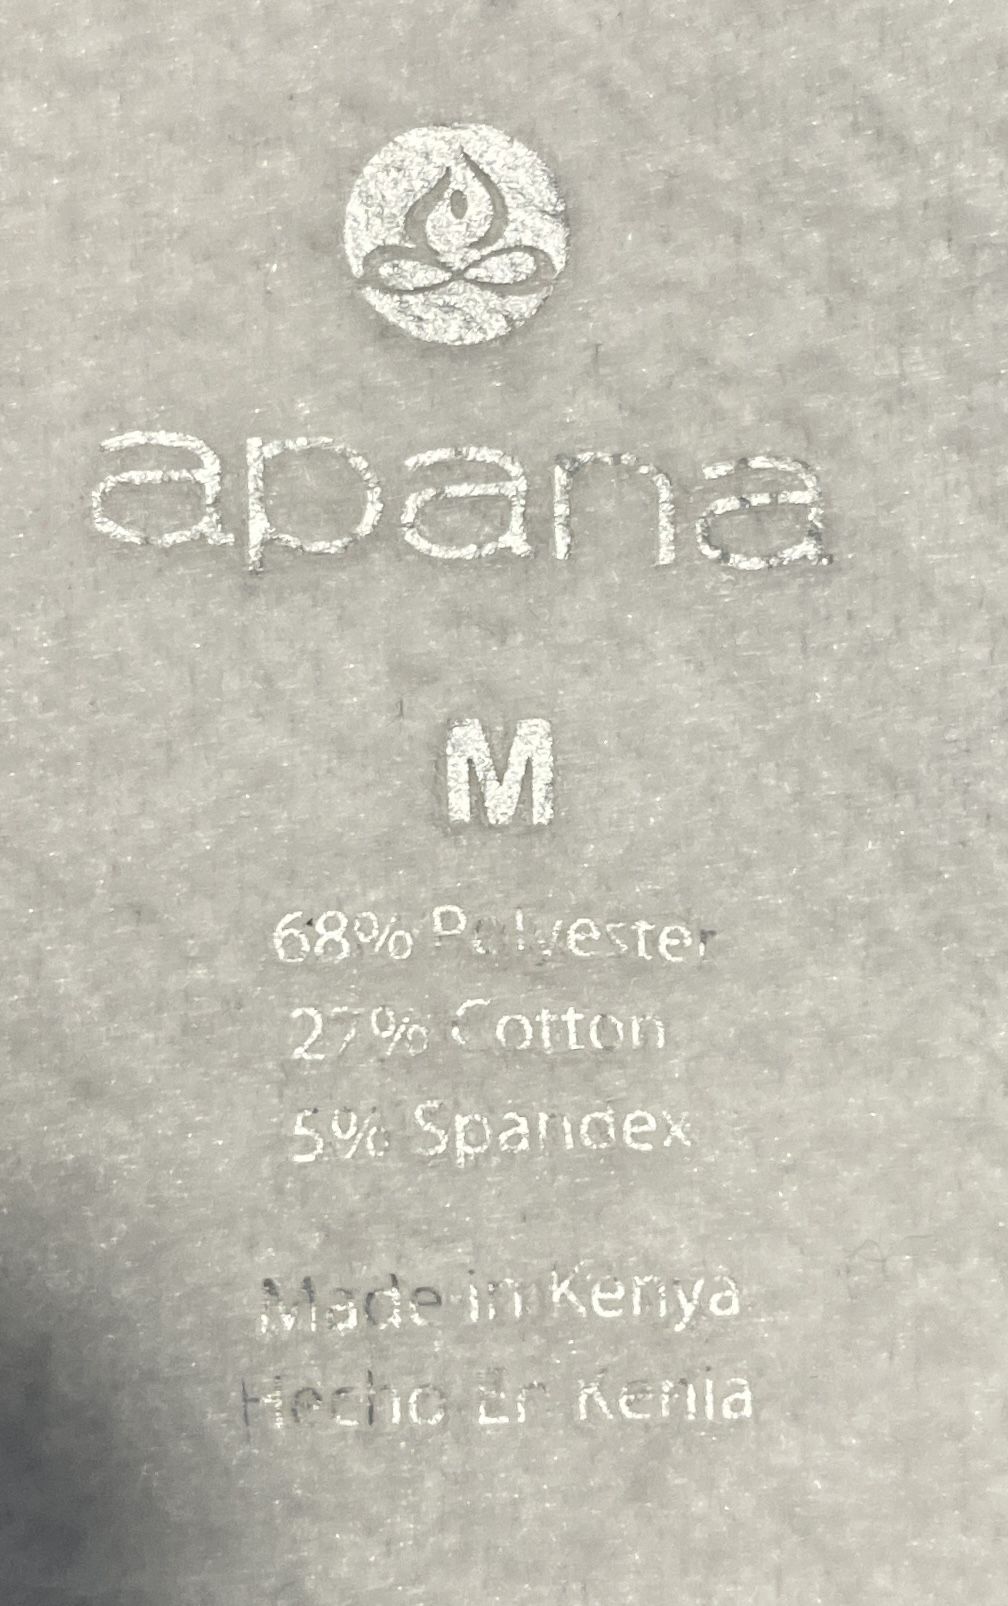 apana
M
68% Polyester
27% Cotton
5% Spandex
Made in Kenya
Hecho En Kenia